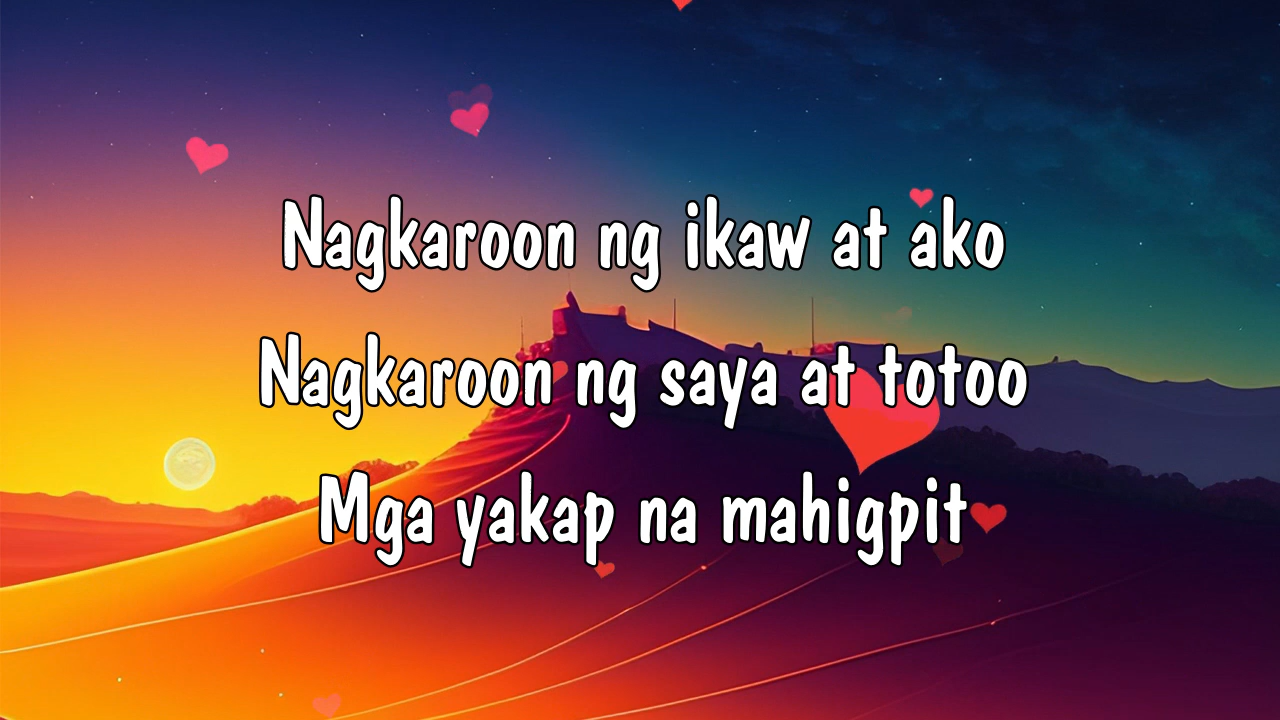 Nagkaroon ng ikaw at ako
Nagkaroon ng saya at totoo
Mga yakap na mahigpit